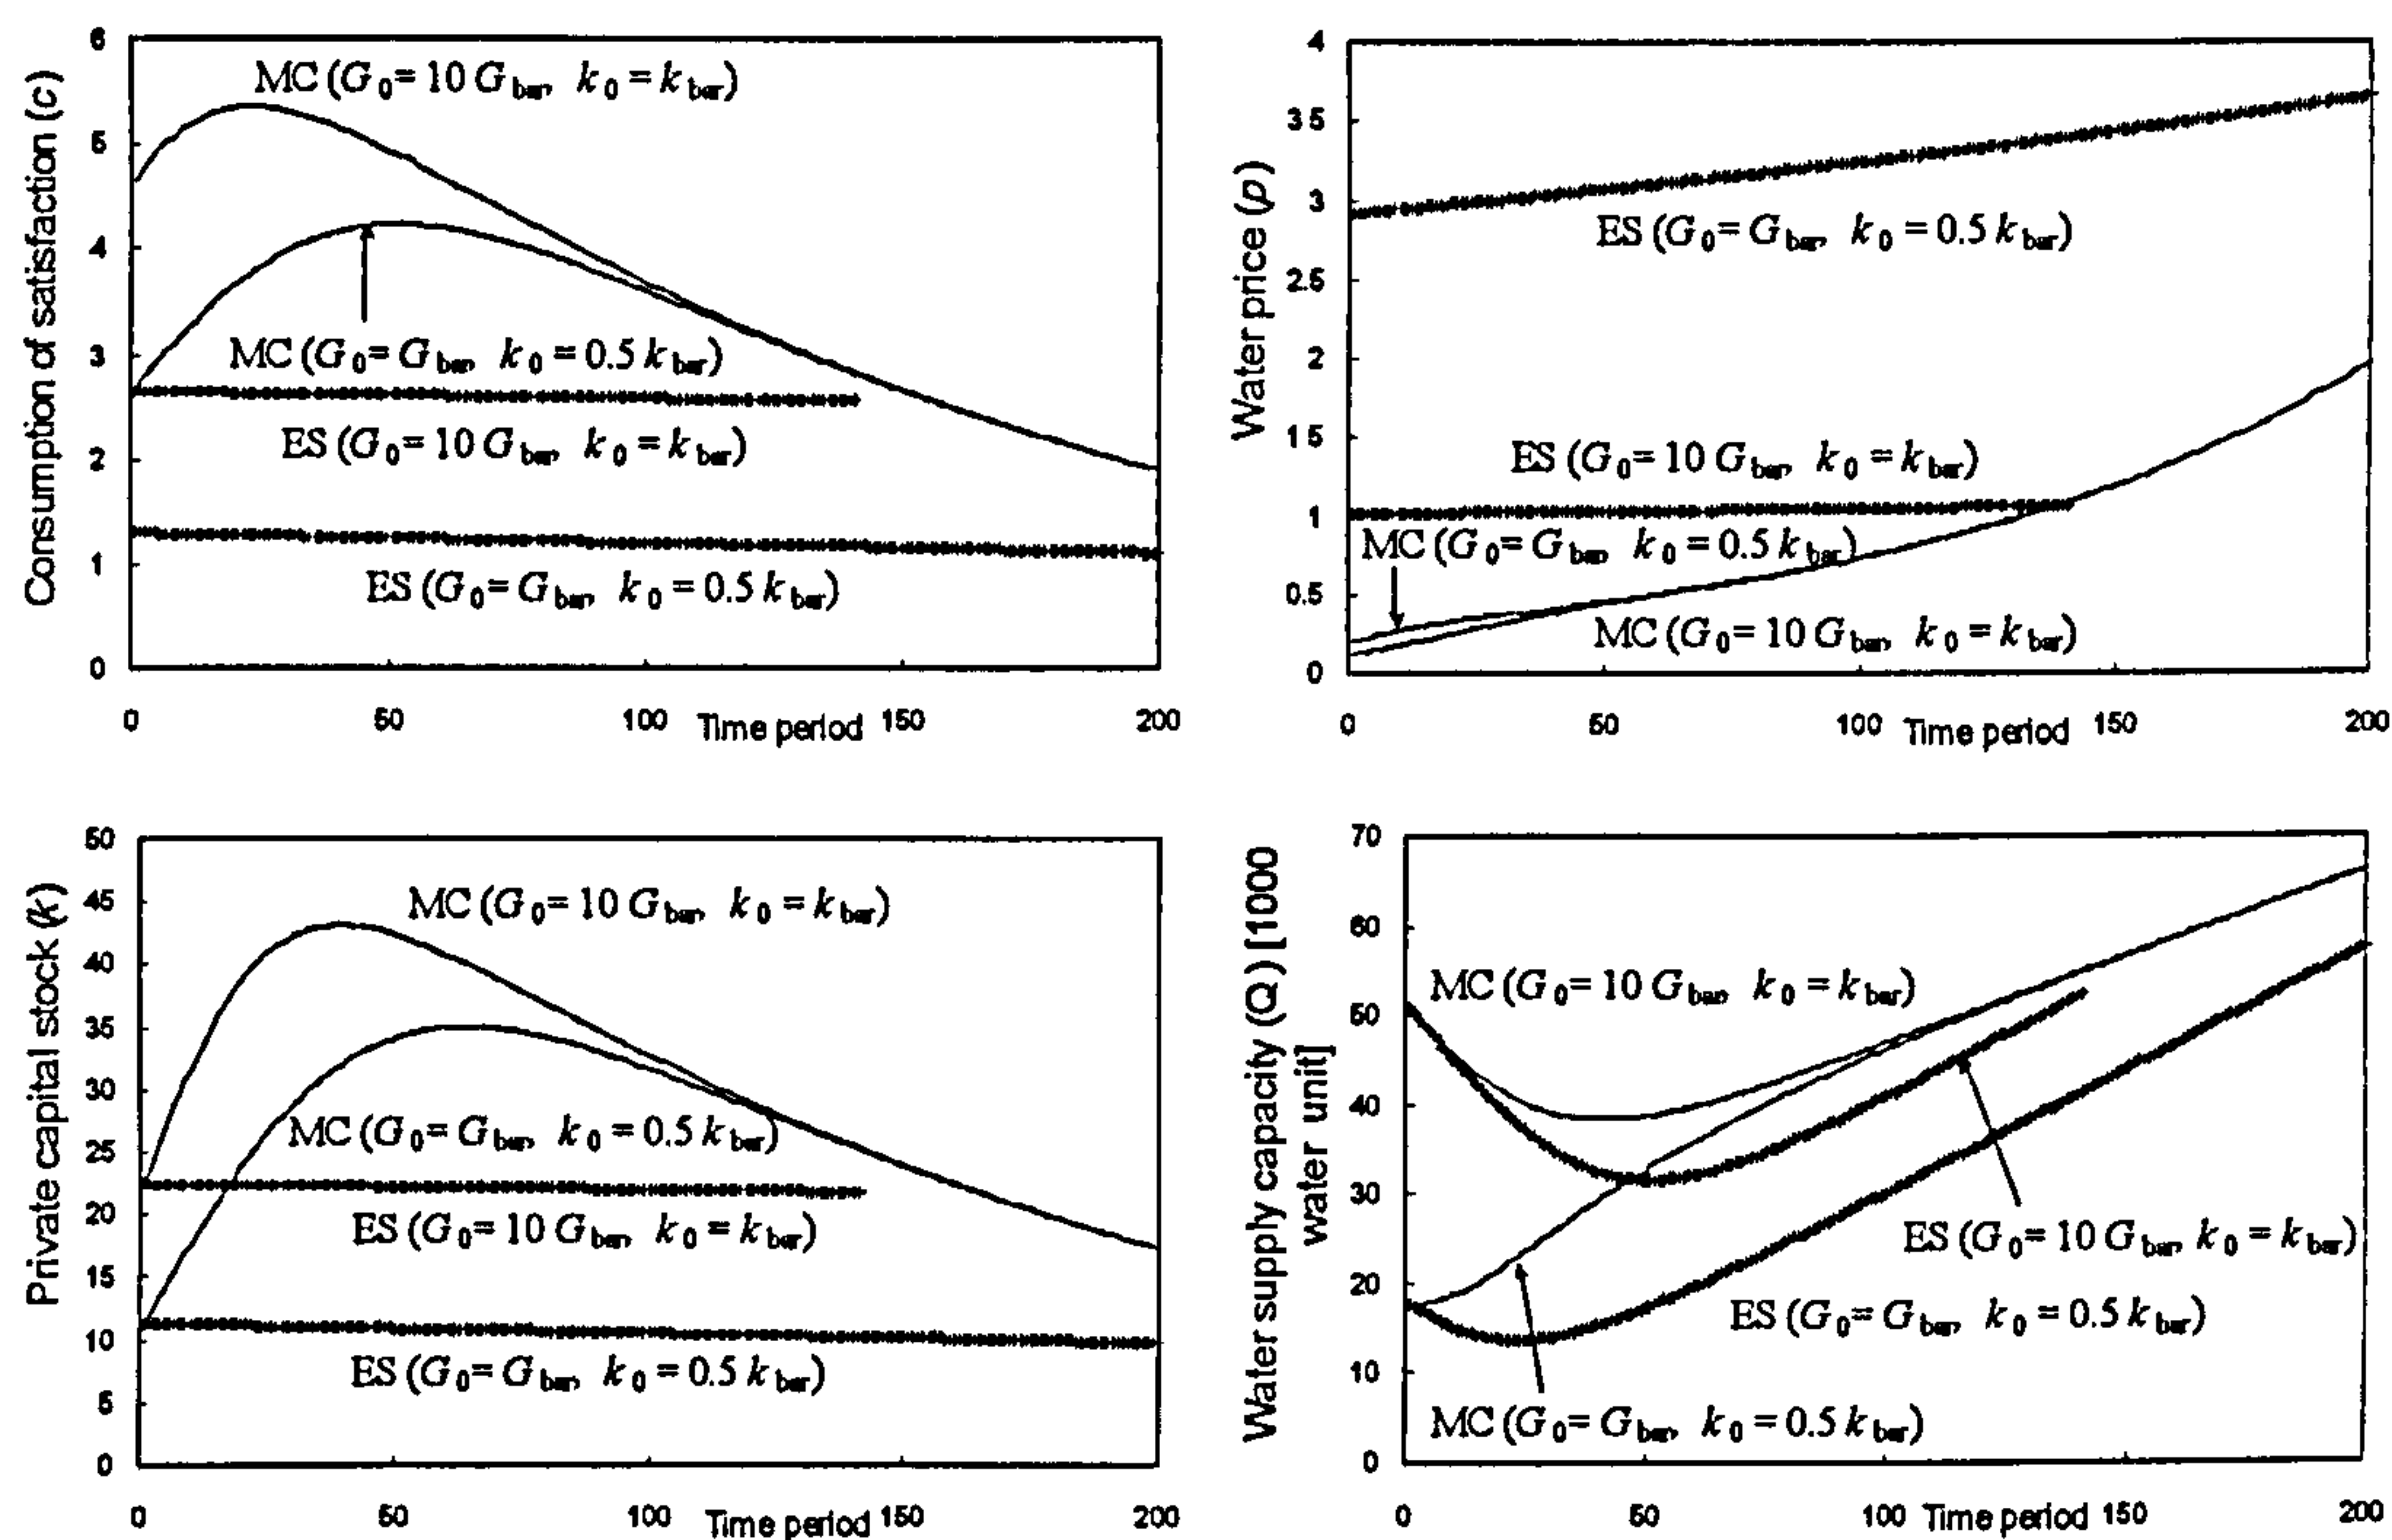 Consumption of satisfaction (c)
6
5
4
3
2
1
0
MC (G0= 10 Gbar, k0 = kbar)
MC (G0= Gbar, k0 = 0.5 kbar)
ES (G0= 10 Gbar, k0 = kbar)
ES (G0= Gbar, k0 = 0.5 kbar)
0 50 100 Time period 150 200
Water price (p)
4
3.5
3
2.5
2
1.5
1
0.5
0
ES (G0= Gbar, k0 = 0.5 kbar)
ES (G0= 10 Gbar, k0 = kbar)
MC (G0= Gbar, k0 = 0.5 kbar)
MC (G0= 10 Gbar, k0 = kbar)
0 50 100 Time period 150 200
Private capital stock (k)
50
45
40
35
30
25
20
15
10
5
0
MC (G0= 10 Gbar, k0 = kbar)
MC (G0= Gbar, k0 = 0.5 kbar)
ES (G0= 10 Gbar, k0 = kbar)
ES (G0= Gbar, k0 = 0.5 kbar)
0 50 100 Time period 150 200
Water supply capacity (Q) [1000
water unit]
70
60
50
40
30
20
10
0
MC (G0= 10 Gbar, k0 = kbar)
ES (G0= 10 Gbar, k0 = kbar)
ES (G0= Gbar, k0 = 0.5 kbar)
MC (G0= Gbar, k0 = 0.5 kbar)
0 50 100 Time period 150 200